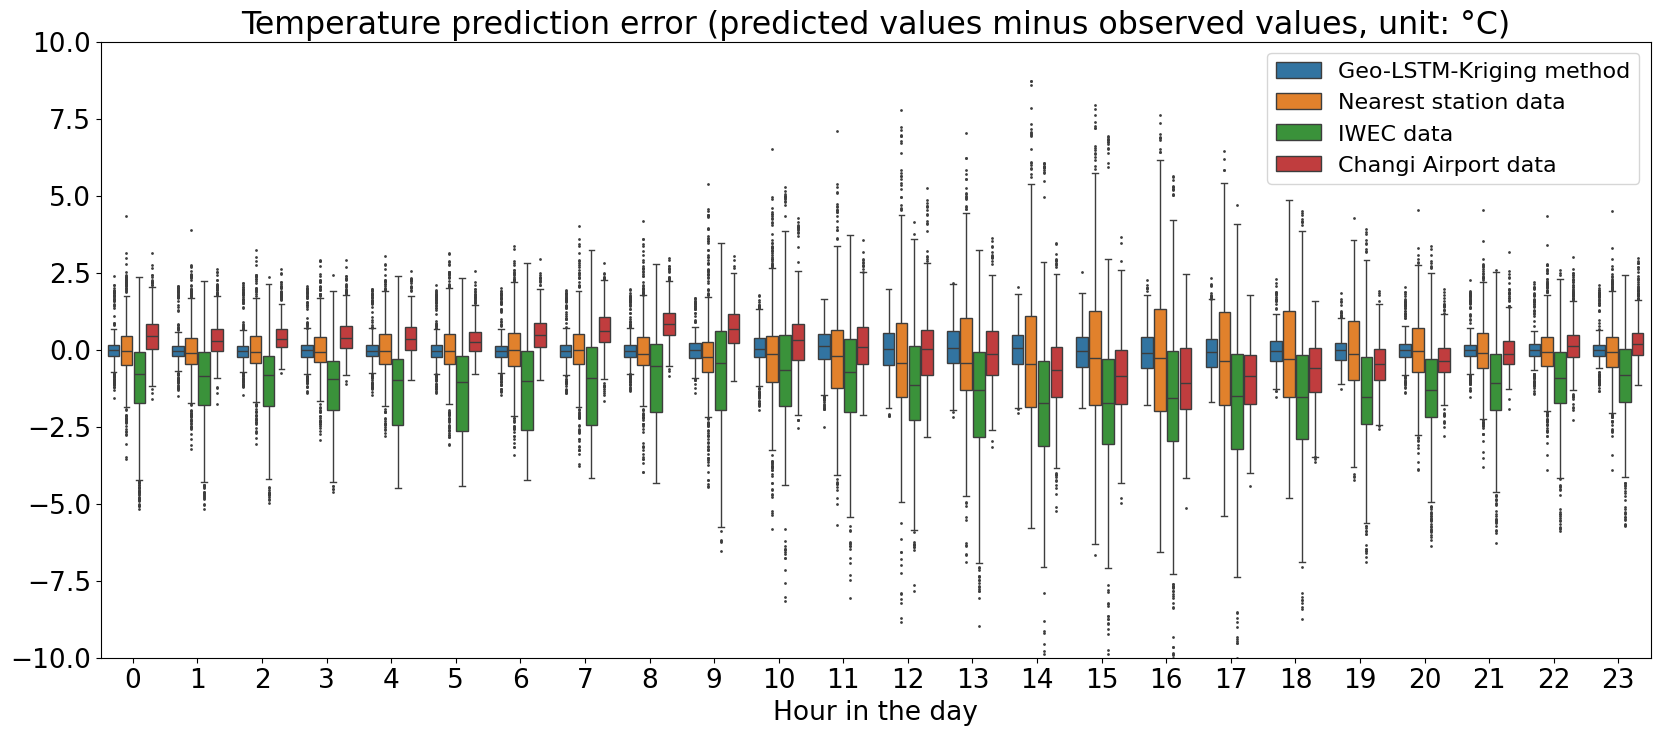 Temperature prediction error (predicted values minus observed values, unit: °C)
10.0
7.5
5.0
2.5
0.0
−2.5
−5.0
−7.5
−10.0
Geo-LSTM-Kriging method
Nearest station data
IWEC data
Changi Airport data
0 1 2 3 4 5 6 7 8 9 10 11 12 13 14 15 16 17 18 19 20 21 22 23
Hour in the day